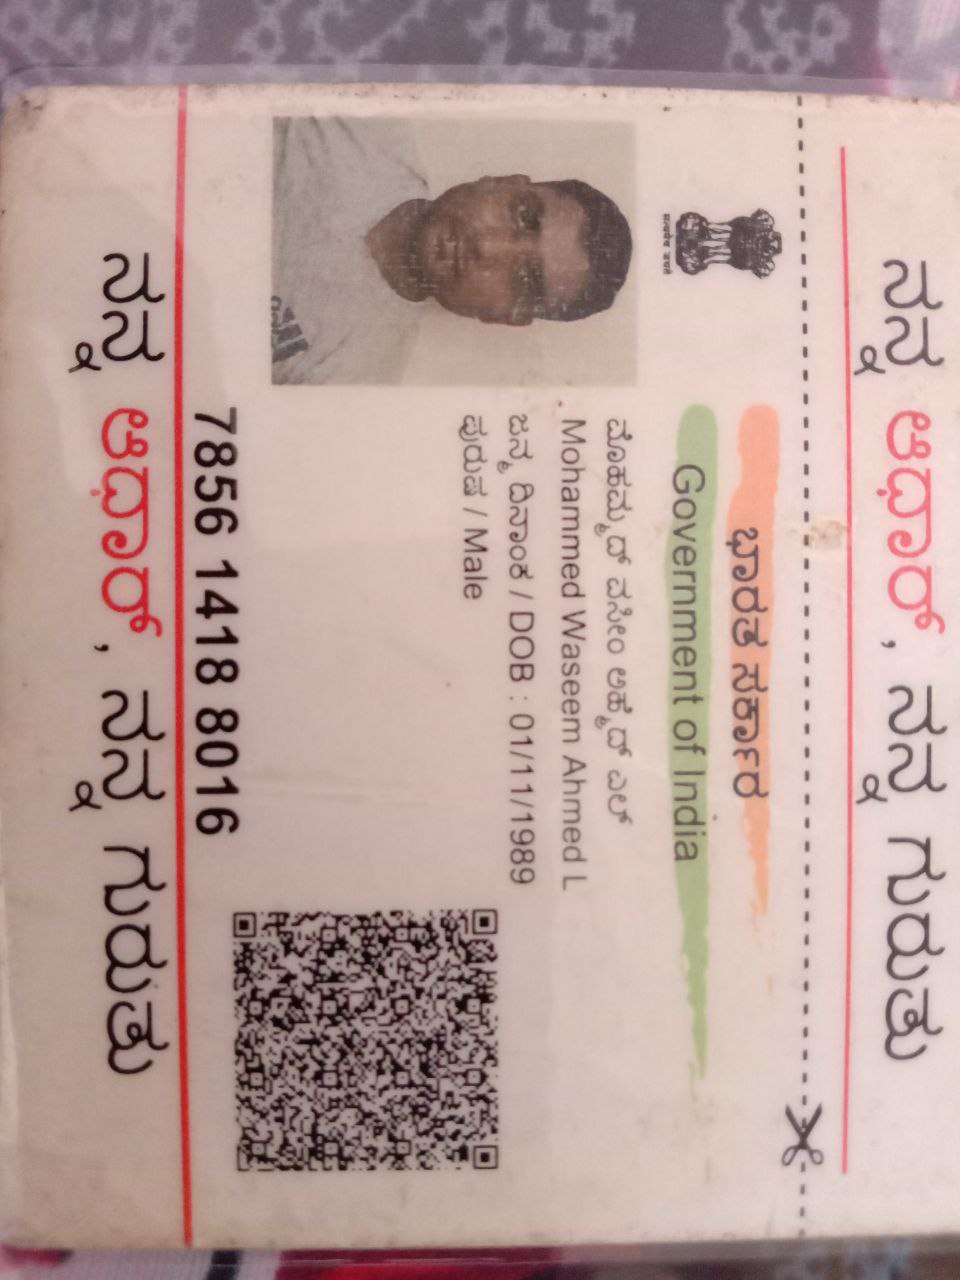 ನನ್ನ ಆಧಾರ್, ನನ್ನ ಗುರುತು
ಭಾರತ ಸರ್ಕಾರ
Government of India
ಮೊಹಮ್ಮದ್ ವಸೀಂ ಅಹ್ಮೆದ್ ಎಲ್
Mohammed Waseem Ahmed L
ಜನ್ಮ ದಿನಾಂಕ / DOB : 01/11/1989
ಪುರುಷ / Male
7856 1418 8016
ನನ್ನ ಆಧಾರ್, ನನ್ನ ಗುರುತು